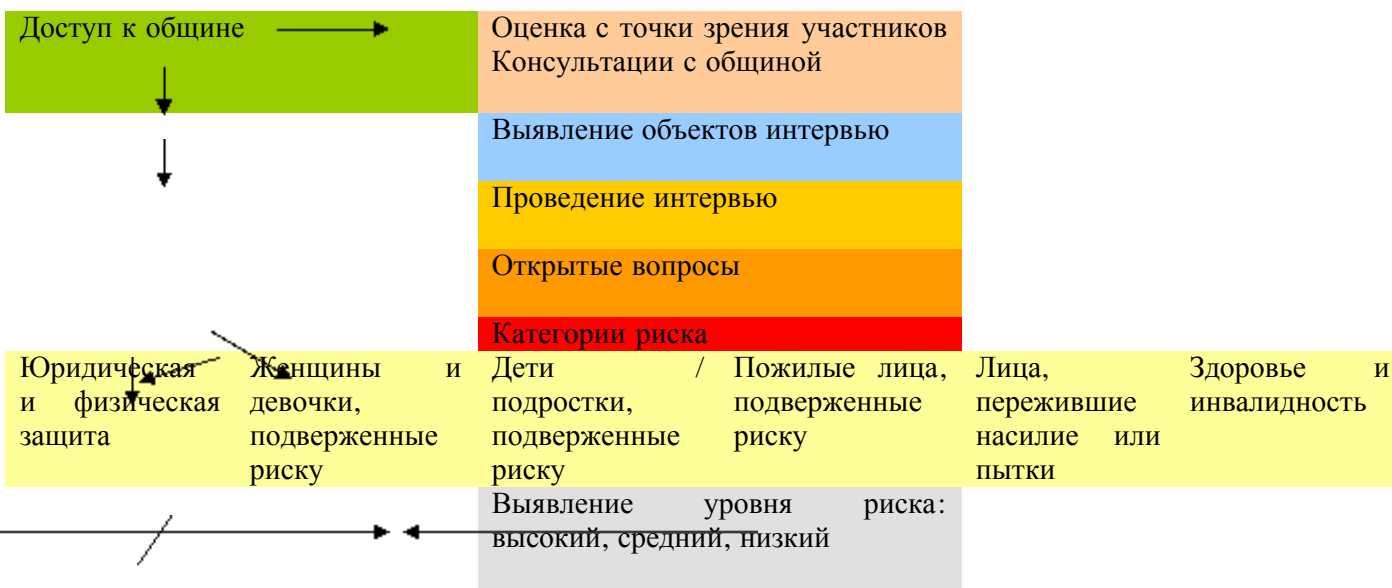 Доступ к общине
Оценка с точки зрения участников
Консультации с общиной
Выявление объектов интервью
Проведение интервью
Открытые вопросы
Категории риска
Юридическая
и физическая
защита
Женщины и
девочки,
подверженные
риску
Дети /
подростки,
подверженные
риску
Пожилые лица,
подверженные
риску
Лица,
пережившие
насилие или
пытки
Здоровье и
инвалидность
Выявление уровня риска:
высокий, средний, низкий